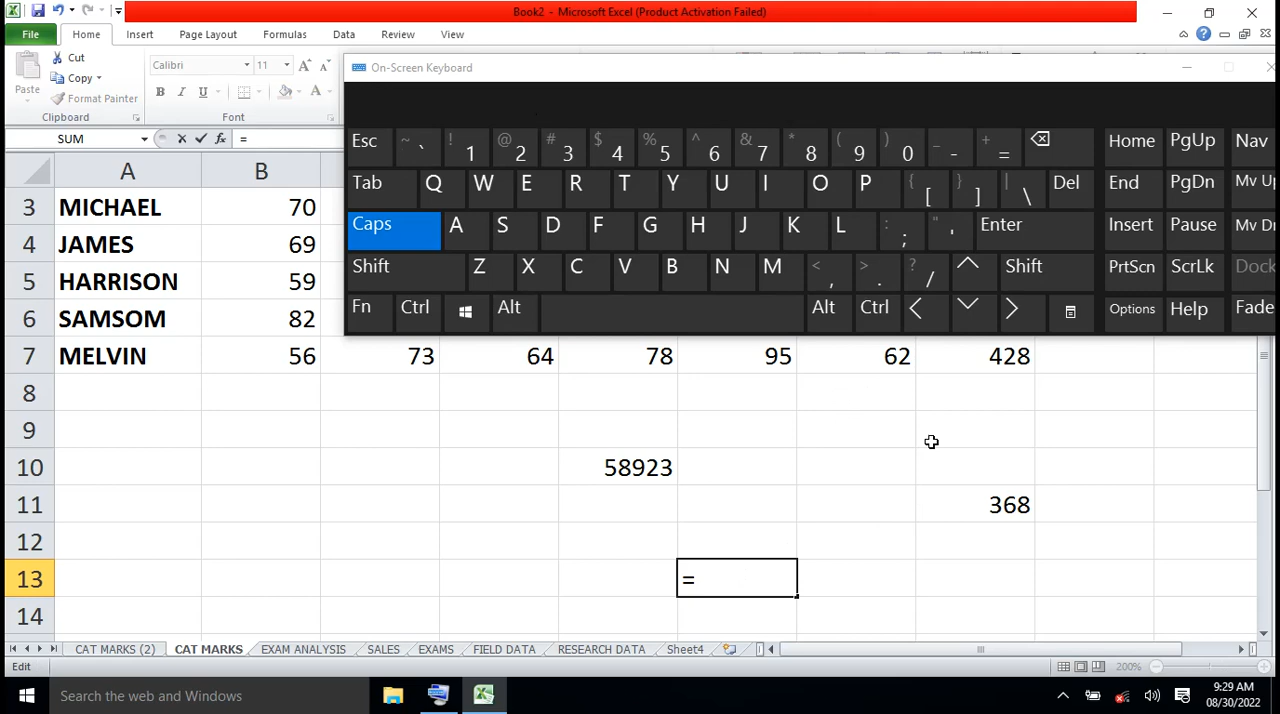 Book2 - Microsoft Excel (Product Activation Failed)
File Home Insert Page Layout Formulas Data Review View
Paste
Cut
Copy
Format Painter
Clipboard
Calibri 11
B I U
Font
SUM = 
On-Screen Keyboard
Esc ~ ` ! 1 @ 2 # 3 $ 4 % 5 ^ 6 & 7 * 8 ( 9 ) 0 _ - + = Home PgUp Nav
Tab Q W E R T Y U I O P { [ } ] | \ Del End PgDn Mv Up
Caps A S D F G H J K L : ; " ' Enter Insert Pause
Shift Z X C V B N M < , > . ? / Shift PrtScn ScrLk Dock
Fn Ctrl Alt Alt Ctrl Options Help Fade
A B
3 MICHAEL 70
4 JAMES 69
5 HARRISON 59
6 SAMSOM 82
7 MELVIN 56 73 64 78 95 62 428
8
9
10 58923
11 368
12
13 =
14
CAT MARKS (2) CAT MARKS EXAM ANALYSIS SALES EXAMS FIELD DATA RESEARCH DATA Sheet4
Edit 200%
Search the web and Windows
9:29 AM
08/30/2022